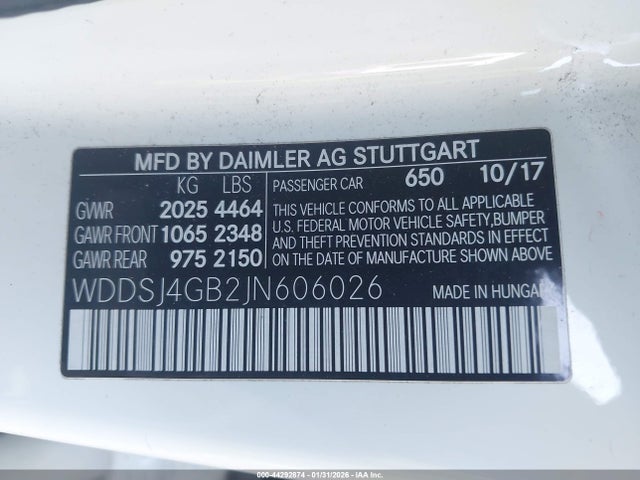 MFD BY DAIMLER AG STUTTGART
KG LBS
GVWR 2025 4464
GAWR FRONT 1065 2348
GAWR REAR 975 2150
PASSENGER CAR 650 10/17
THIS VEHICLE CONFORMS TO ALL APPLICABLE
U.S. FEDERAL MOTOR VEHICLE SAFETY,BUMPER
AND THEFT PREVENTION STANDARDS IN EFFECT
ON THE DATE OF MANUFACTURE SHOWN ABOVE.
WDDSJ4GB2JN606026 MADE IN HUNGAR
000-44292874 - 01/31/2026 - IAA Inc.